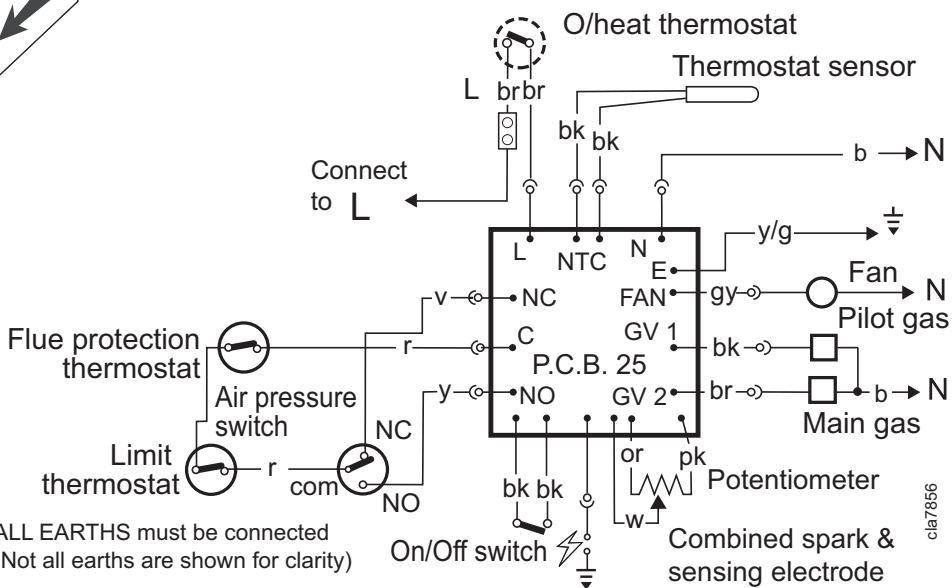 O/heat thermostat
Thermostat sensor
L br br
bk bk
b N
Connect
to L
y/g
L NTC N E
NC FAN gy Fan N
v
Pilot gas
Flue protection
thermostat
r C GV 1 bk
P.C.B. 25
y NO GV 2 br b N
Main gas
Air pressure
switch
NC
Limit
thermostat
r com
NO
or pk
bk bk
Potentiometer
w
ALL EARTHS must be connected
Not all earths are shown for clarity)
On/Off switch
Combined spark &
sensing electrode
cla7856